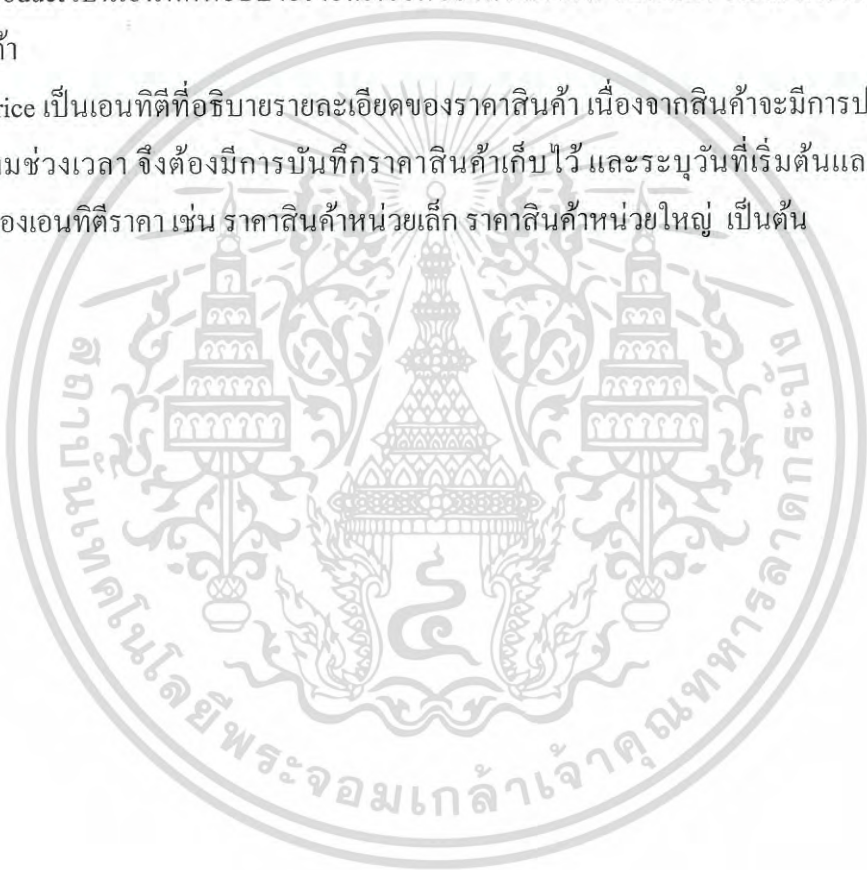 ค้า
rice เป็นเอนทิตีที่อธิบายรายละเอียดของราคาสินค้า เนื่องจากสินค้าจะมีการป
มช่วงเวลา จึงต้องมีการบันทึกราคาสินค้าเก็บไว้ และระบุวันที่เริ่มต้นแล
องเอนทิตีราคา เช่น ราคาสินค้าหน่วยเล็ก ราคาสินค้าหน่วยใหญ่ เป็นต้น
สถาบันเทคโนโลยีพระจอมเกล้าเจ้าคุณทหารลาดกระบัง